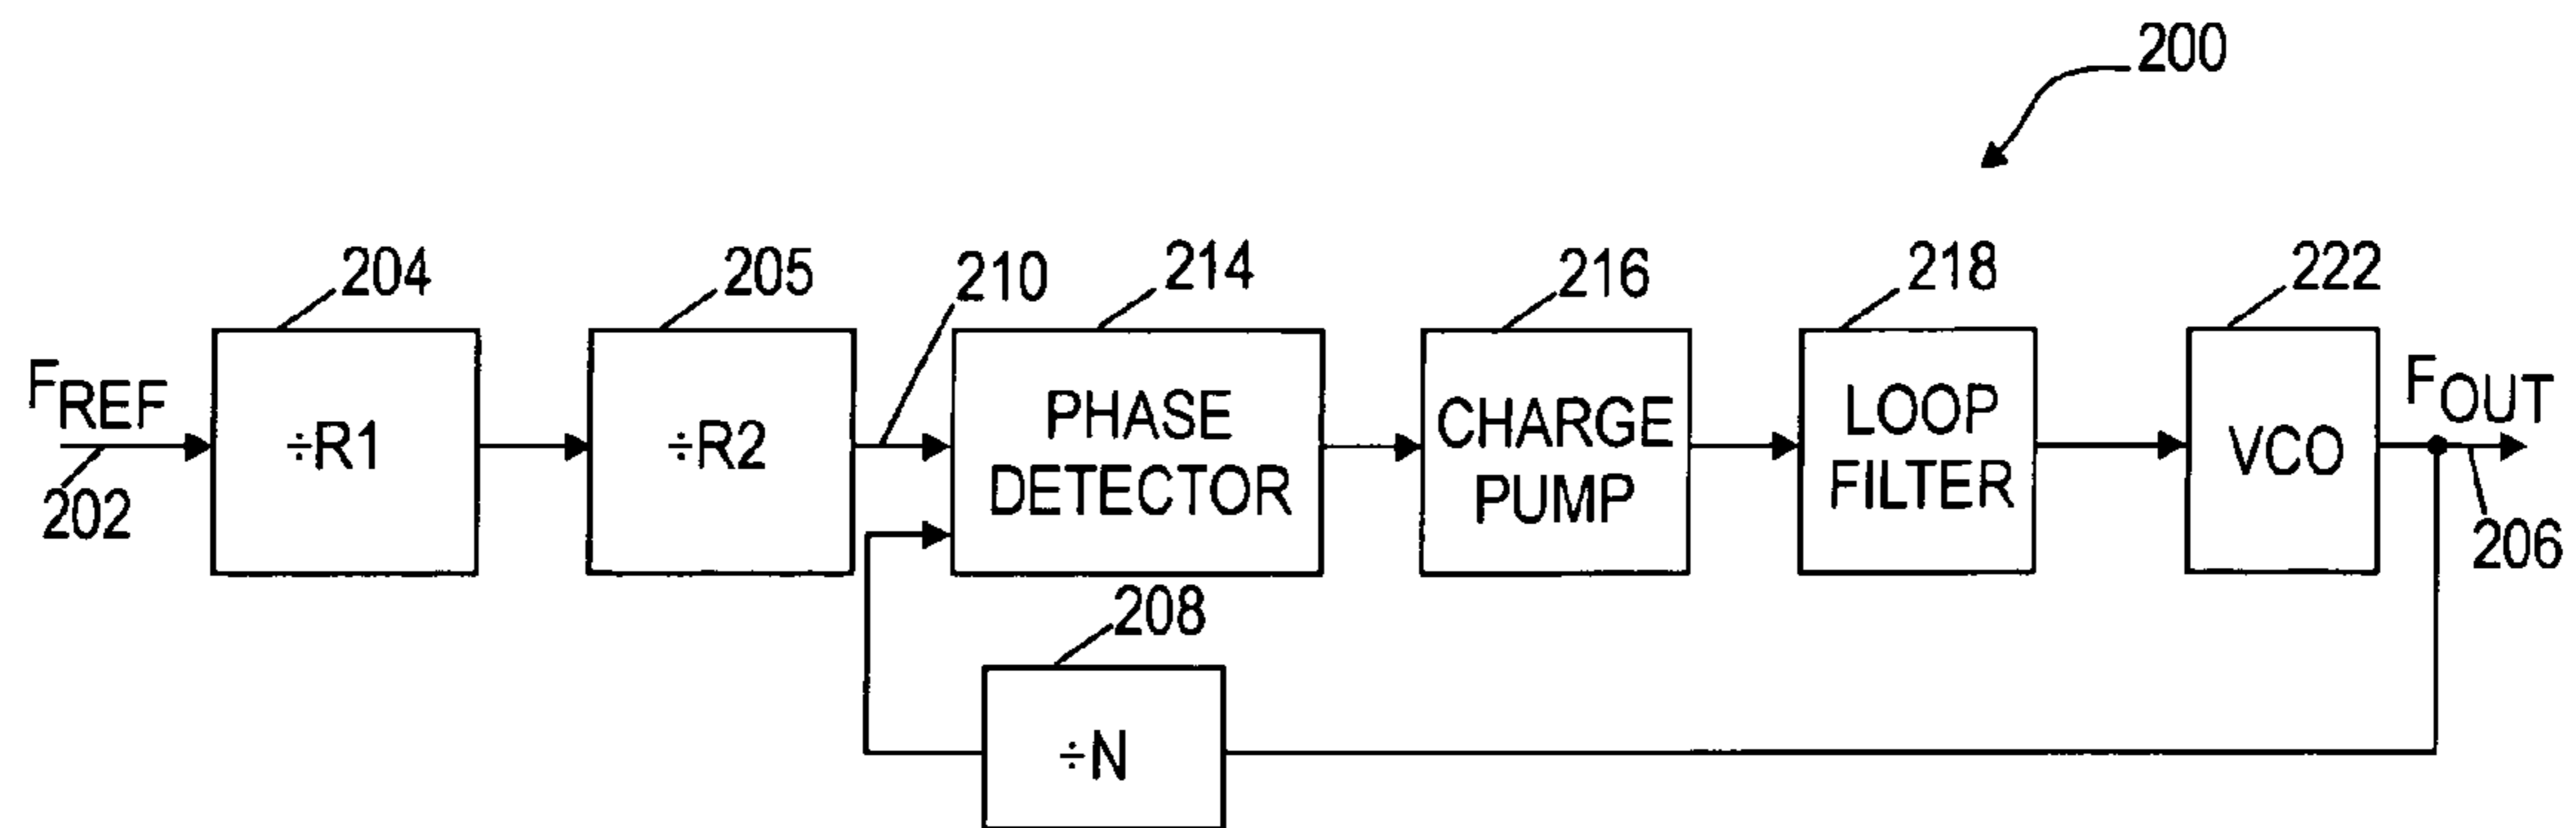 200
204
205
210
214
216
218
222
FREF
202
÷R1
÷R2
PHASE
DETECTOR
CHARGE
PUMP
LOOP
FILTER
VCO
FOUT
206
208
÷N